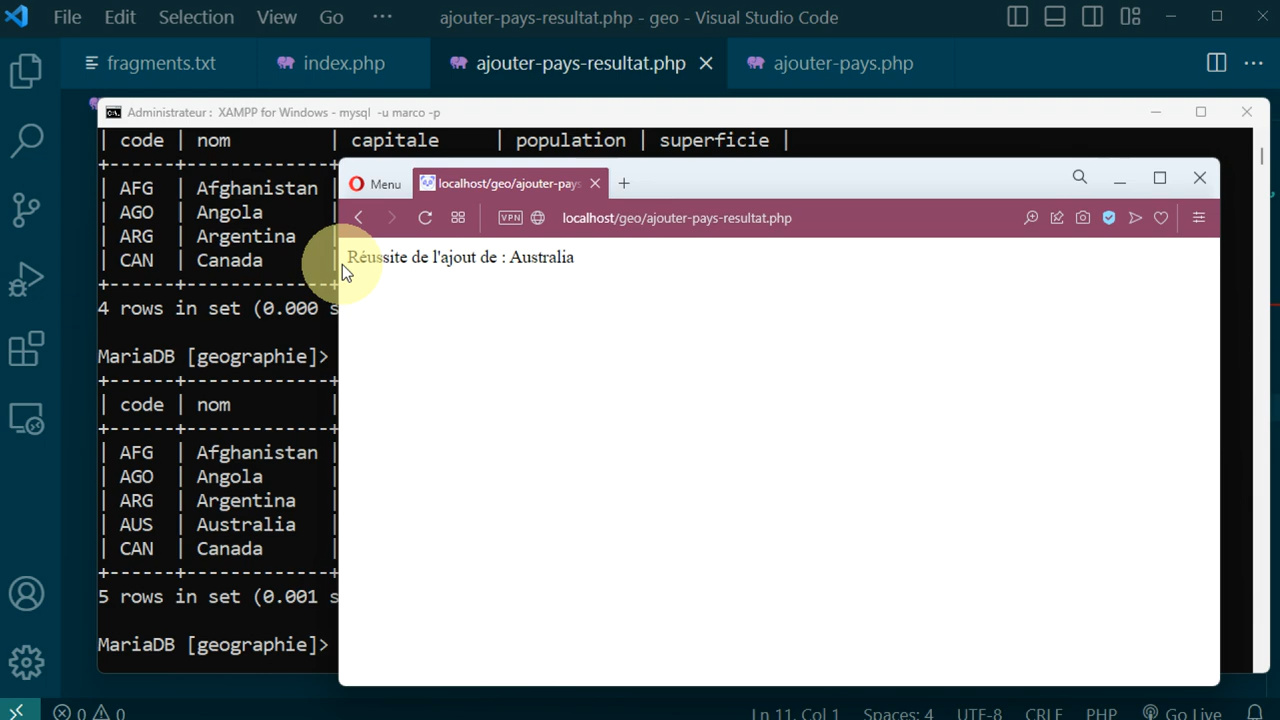 File Edit Selection View Go ··· ajouter-pays-resultat.php - geo - Visual Studio Code
fragments.txt index.php ajouter-pays-resultat.php ajouter-pays.php
Administrateur : XAMPP for Windows - mysql -u marco -p
| code | nom | capitale | population | superficie |
+------+-------------
| AFG | Afghanistan |
| AGO | Angola |
| ARG | Argentina |
| CAN | Canada |
+------+-------------
4 rows in set (0.000 s
MariaDB [geographie]>
+------+-------------
| code | nom |
+------+-------------
| AFG | Afghanistan |
| AGO | Angola |
| ARG | Argentina |
| AUS | Australia |
| CAN | Canada |
+------+-------------
5 rows in set (0.001 s
MariaDB [geographie]>
Menu localhost/geo/ajouter-pays
VPN localhost/geo/ajouter-pays-resultat.php
Réussite de l'ajout de : Australia
0 0 Ln 11, Col 1 Spaces: 4 UTF-8 CRLF PHP Go Live